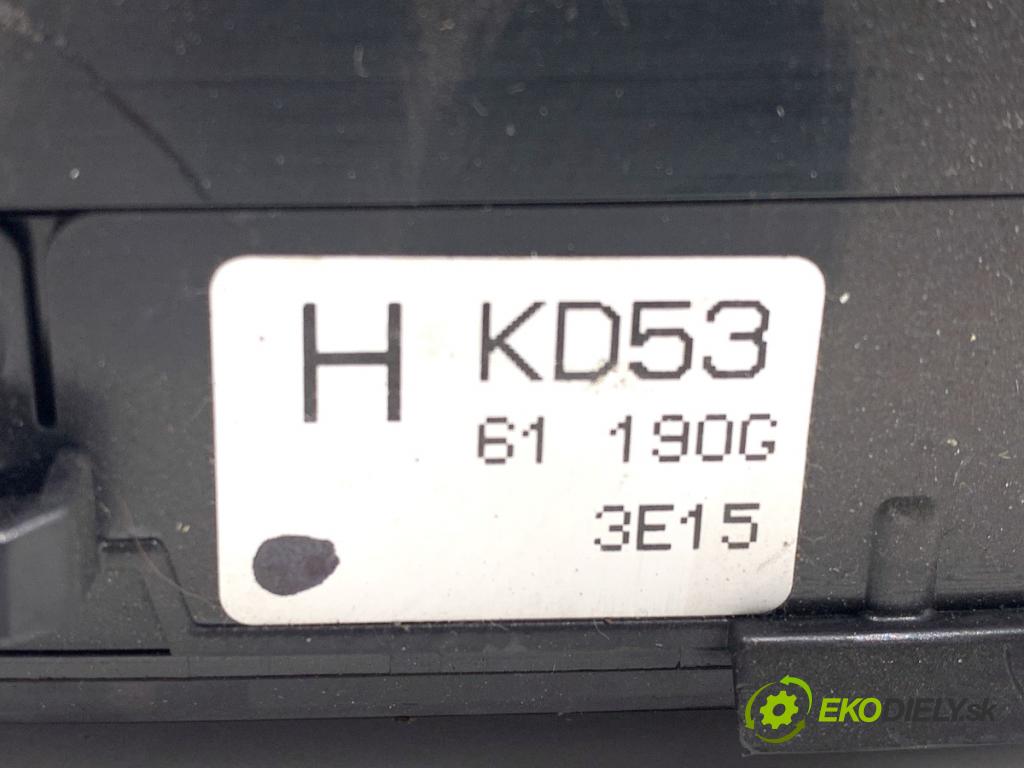 H KD53
61 190G
3E15
EKODIELY.sk